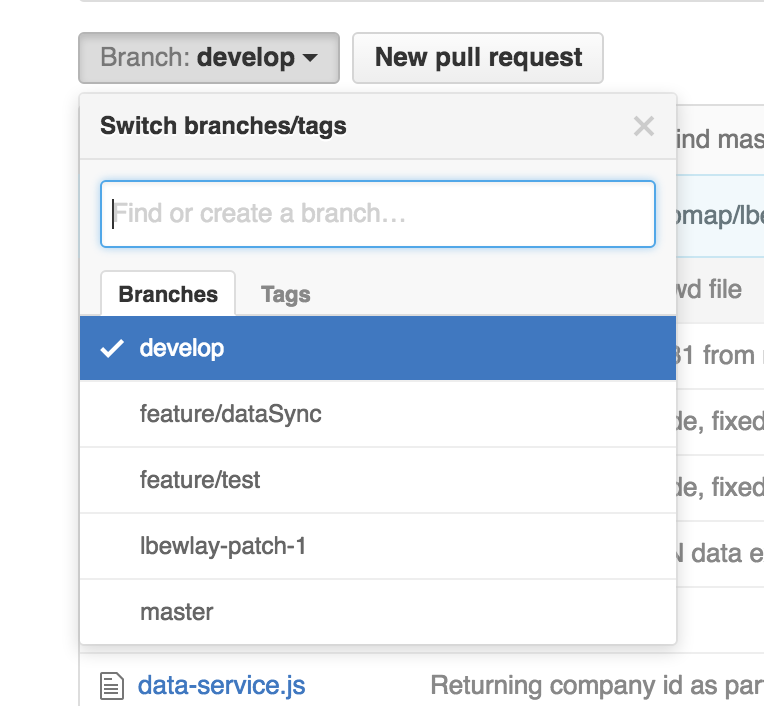 Branch: develop
New pull request
Switch branches/tags
ind mas
Find or create a branch…
omap/lbe
Branches
Tags
wd file
develop
31 from
feature/dataSync
de, fixed
feature/test
de, fixed
lbewlay-patch-1
N data e
master
data-service.js
Returning company id as par